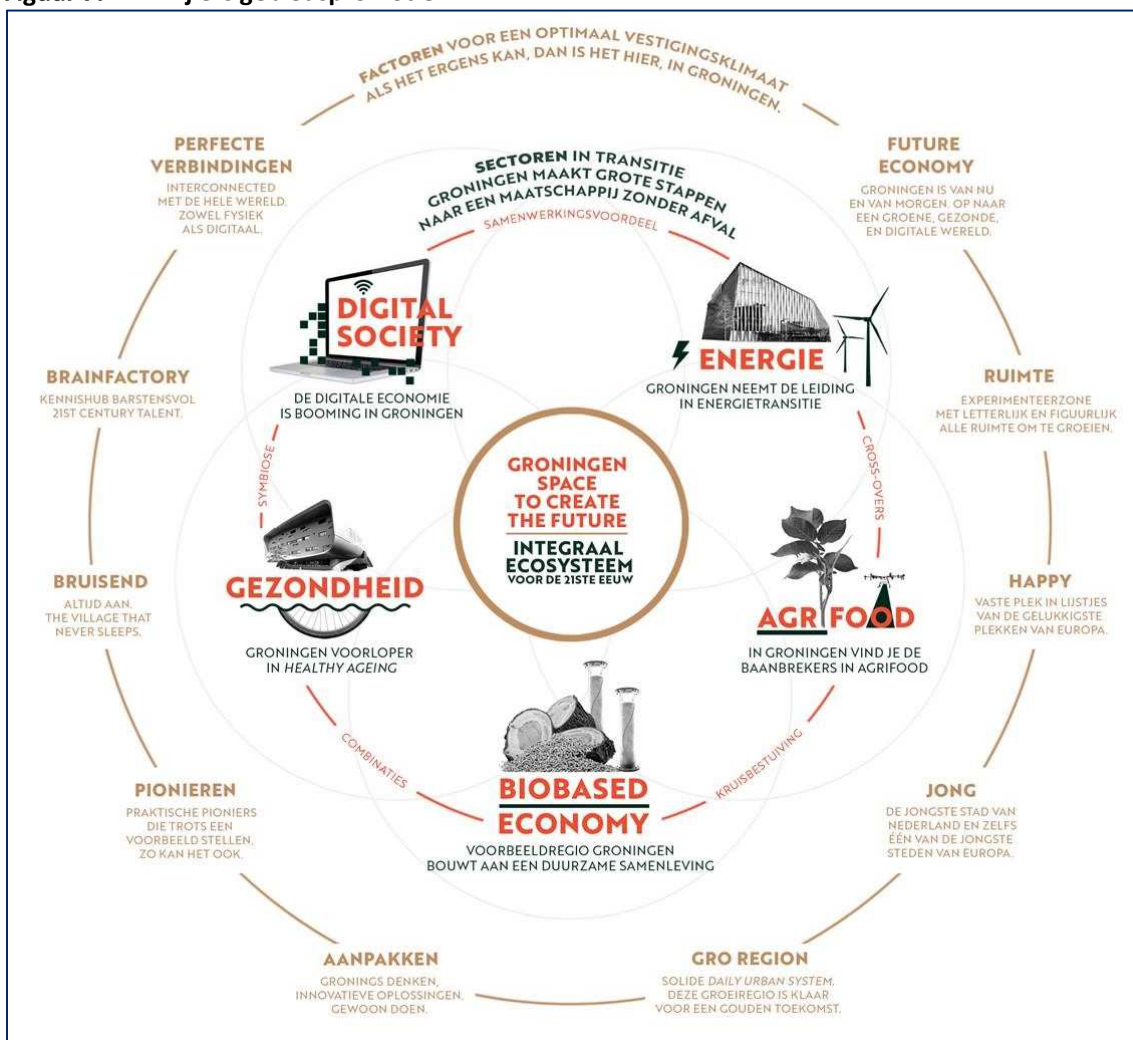 FACTOREN VOOR EEN OPTIMAAL VESTIGINGSKLIMAAT
ALS HET ERGENS KAN, DAN IS HET HIER, IN GRONINGEN.
PERFECTE
VERBINDINGEN
INTERCONNECTED
MET DE HELE WERELD.
ZOWEL FYSIEK
ALS DIGITAAL.
FUTURE
ECONOMY
GRONINGEN IS VAN NU
EN VAN MORGEN. OP NAAR
EEN GROENE, GEZONDE,
EN DIGITALE WERELD.
SECTOREN IN TRANSITIE
GRONINGEN MAAKT GROTE STAPPEN
NAAR EEN MAATSCHAPPIJ ZONDER AFVAL
SAMENWERKINGSVOORDEEL
DIGITAL
SOCIETY
DE DIGITALE ECONOMIE
IS BOOMING IN GRONINGEN
ENERGIE
GRONINGEN NEEMT DE LEIDING
IN ENERGIETRANSITIE
BRAINFACTORY
KENNISHUB BARSTENSVOL
21ST CENTURY TALENT.
RUIMTE
EXPERIMENTEERZONE
MET LETTERLIJK EN FIGUURLIJK
ALLE RUIMTE OM TE GROEIEN.
SYMBIOSE
CROSS-OVERS
GRONINGEN
SPACE
TO CREATE
THE FUTURE
INTEGRAAL
ECOSYSTEEM
VOOR DE 21STE EEUW
BRUISEND
ALTIJD AAN.
THE VILLAGE THAT
NEVER SLEEPS.
GEZONDHEID
GRONINGEN VOORLOPER
IN HEALTHY AGEING
AGRIFOOD
IN GRONINGEN VIND JE DE
BAANBREKERS IN AGRIFOOD
HAPPY
VASTE PLEK IN LIJSTJES
VAN DE GELUKKIGSTE
PLEKKEN VAN EUROPA.
COMBINATIES
KRUISBESTUIVING
BIOBASED
ECONOMY
VOORBEELDREGIO GRONINGEN
BOUWT AAN EEN DUURZAME SAMENLEVING
PIONIEREN
PRAKTISCHE PIONIERS
DIE TROTS EEN
VOORBEELD STELLEN.
ZO KAN HET OOK.
JONG
DE JONGSTE STAD VAN
NEDERLAND EN ZELFS
ÉÉN VAN DE JONGSTE
STEDEN VAN EUROPA.
AANPAKKEN
GRONINGS DENKEN,
INNOVATIEVE OPLOSSINGEN.
GEWOON DOEN.
GRO REGION
SOLIDE DAILY URBAN SYSTEM.
DEZE GROEIREGIO IS KLAAR
VOOR EEN GOUDEN TOEKOMST.